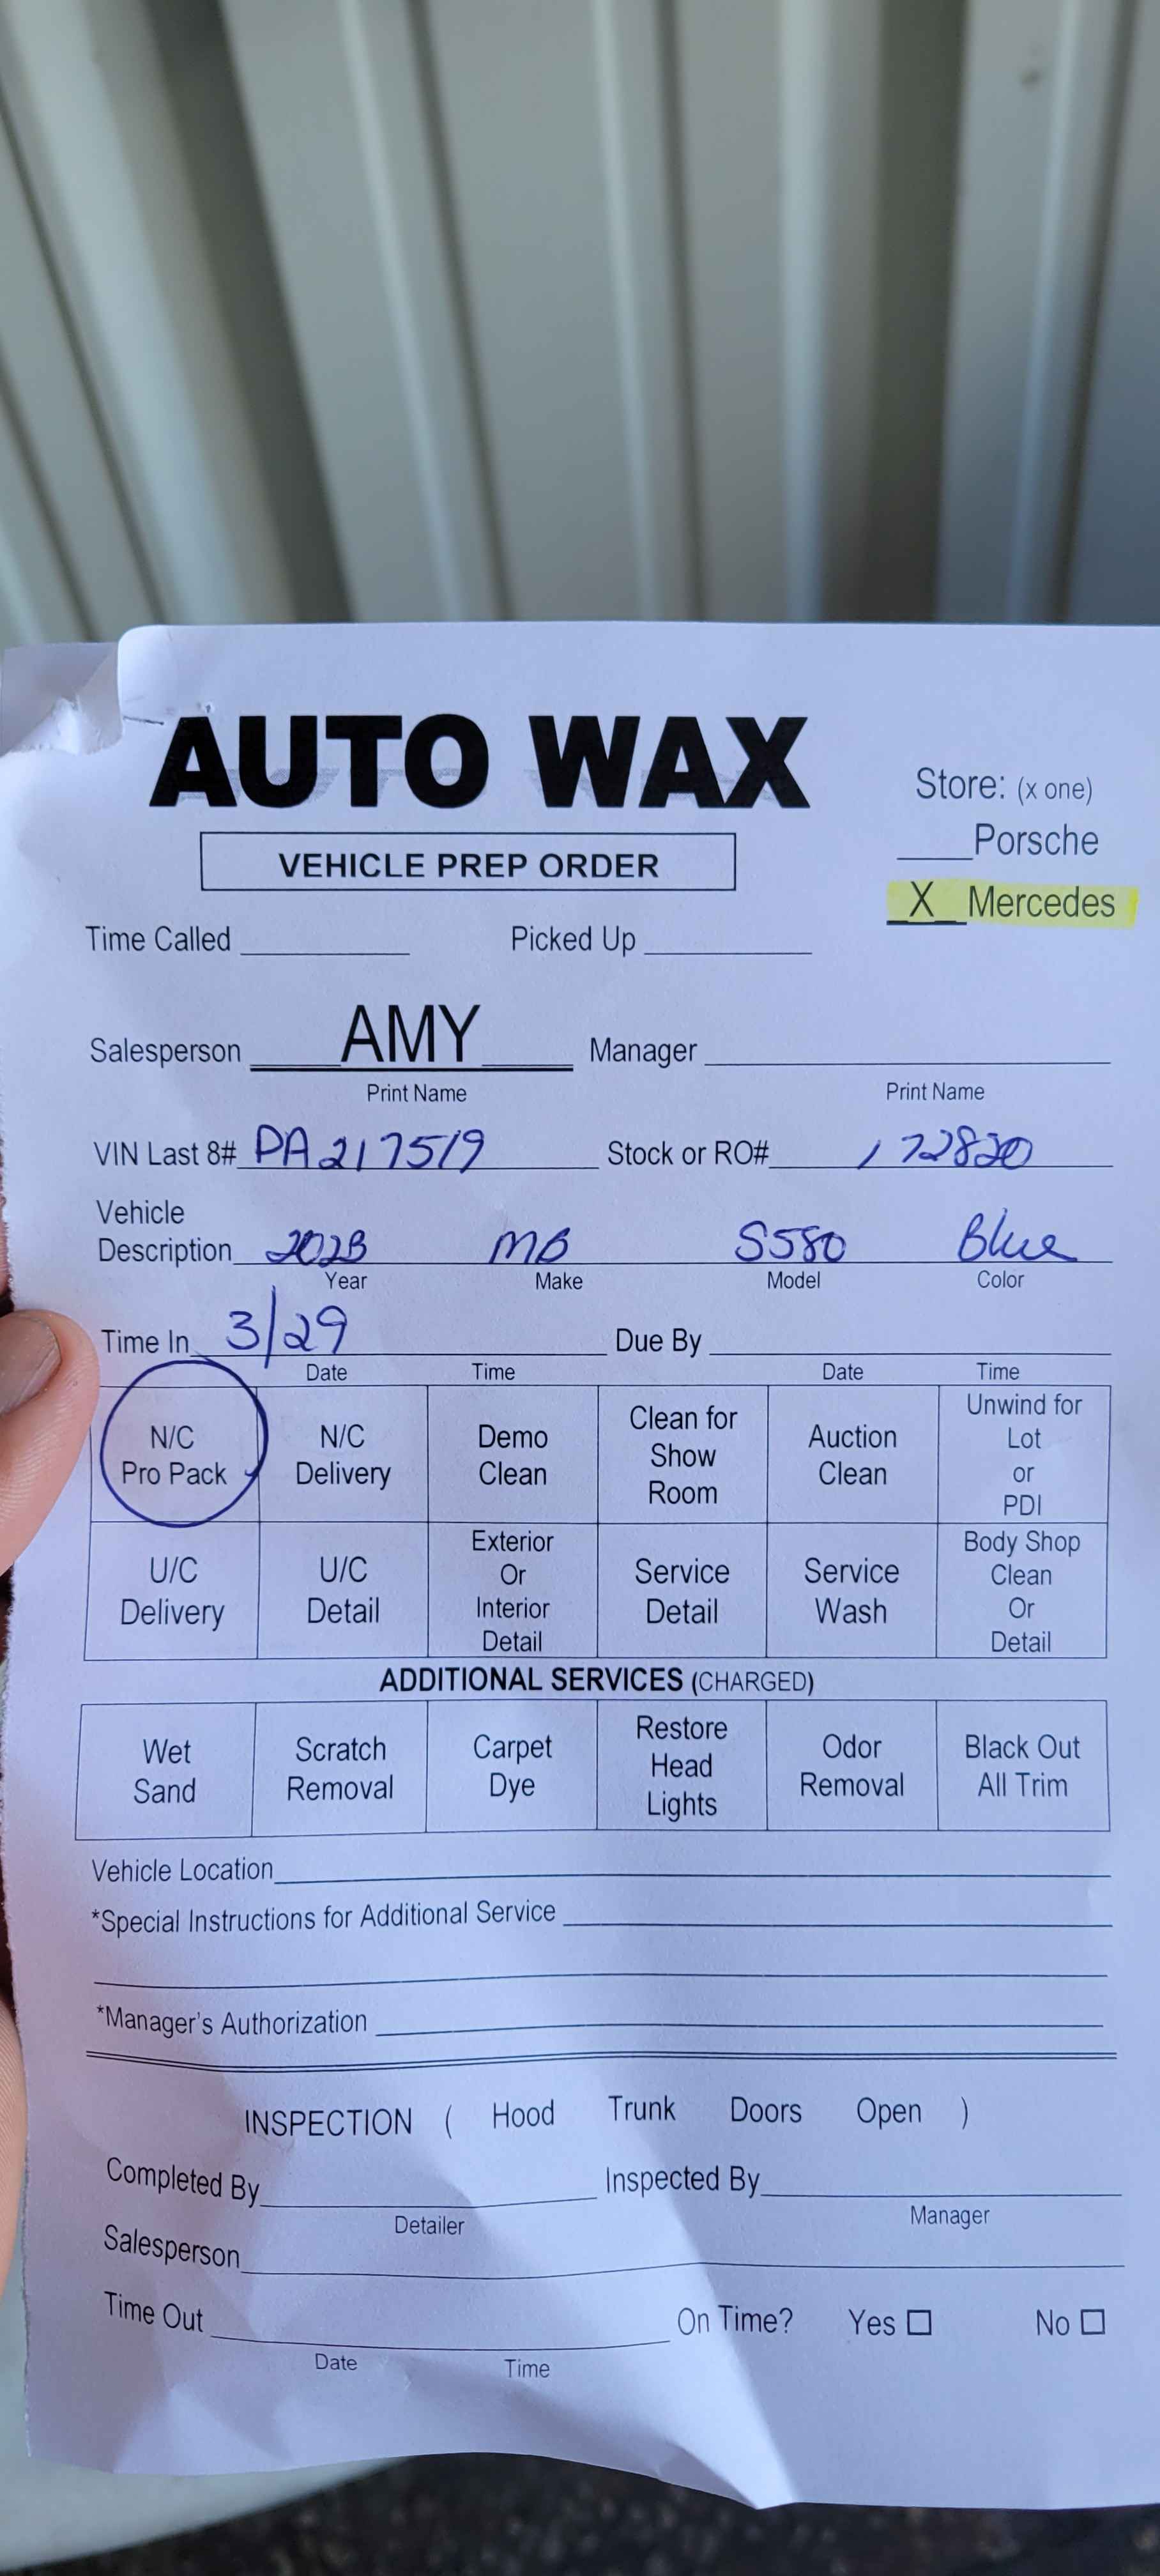 AUTO WAX
Store: (x one)
Porsche
VEHICLE PREP ORDER
X Mercedes
Time Called Picked Up
Salesperson AMY Manager
Print Name Print Name
VIN Last 8# PA217519 Stock or RO# 172820
Vehicle
Description 2023 MB S580 Blue
Year Make Model Color
Time In 3/29 Due By
Date Time Date Time
N/C Pro Pack N/C Delivery Demo Clean Clean for Show Room Auction Clean Unwind for Lot or PDI
U/C Delivery U/C Detail Exterior Or Interior Detail Service Detail Service Wash Body Shop Clean Or Detail
ADDITIONAL SERVICES (CHARGED)
Wet Sand Scratch Removal Carpet Dye Restore Head Lights Odor Removal Black Out All Trim
Vehicle Location
*Special Instructions for Additional Service
*Manager's Authorization
INSPECTION ( Hood Trunk Doors Open )
Completed By Inspected By
Detailer Manager
Salesperson
Time Out On Time? Yes ☐ No ☐
Date Time